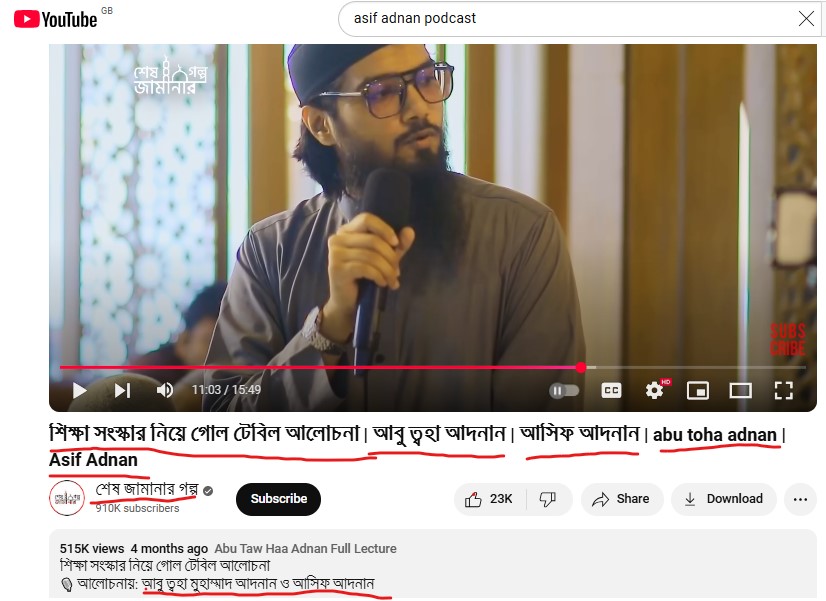 YouTube GB
asif adnan podcast
শেষ গল্প
জামানার
SUBS
CRIBE
HD
CC
11:03 / 15:49
শিক্ষা সংস্কার নিয়ে গোল টেবিল আলোচনা | আবু ত্বহা আদনান | আসিফ আদনান | abu toha adnan |
Asif Adnan
শেষ জামানার গল্প
910K subscribers
Subscribe
23K
Share
Download
515K views 4 months ago Abu Taw Haa Adnan Full Lecture
শিক্ষা সংস্কার নিয়ে গোল টেবিল আলোচনা
আলোচনায়: আবু ত্বহা মুহাম্মাদ আদনান ও আসিফ আদনান